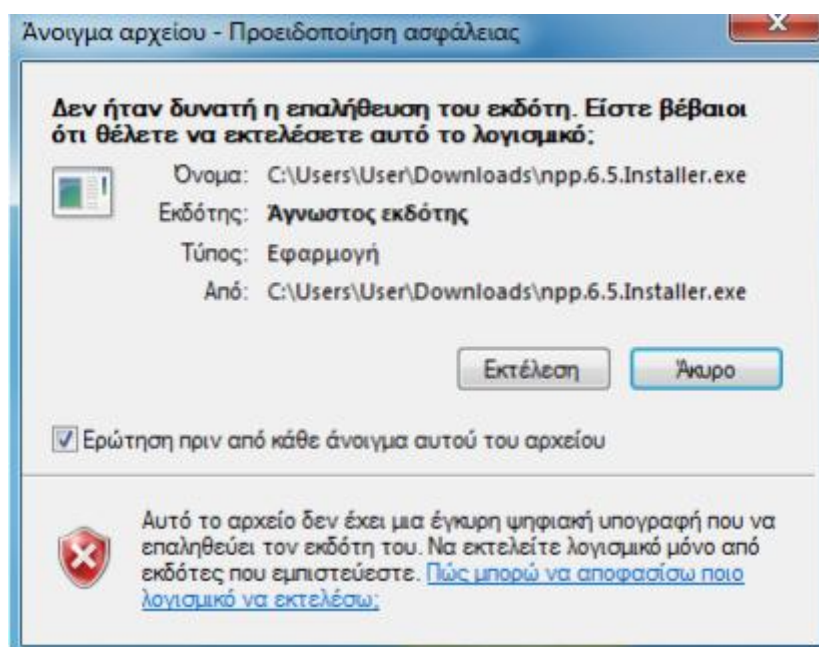 Άνοιγμα αρχείου - Προειδοποίηση ασφάλειας
Δεν ήταν δυνατή η επαλήθευση του εκδότη. Είστε βέβαιοι
ότι θέλετε να εκτελέσετε αυτό το λογισμικό;
Όνομα: C:\Users\User\Downloads\npp.6.5.Installer.exe
Εκδότης: Άγνωστος εκδότης
Τύπος: Εφαρμογή
Από: C:\Users\User\Downloads\npp.6.5.Installer.exe
Εκτέλεση Άκυρο
Ερώτηση πριν από κάθε άνοιγμα αυτού του αρχείου
Αυτό το αρχείο δεν έχει μια έγκυρη ψηφιακή υπογραφή που να
επαληθεύει τον εκδότη του. Να εκτελείτε λογισμικό μόνο από
εκδότες που εμπιστεύεστε. Πώς μπορώ να αποφασίσω ποιο
λογισμικό να εκτελέσω;